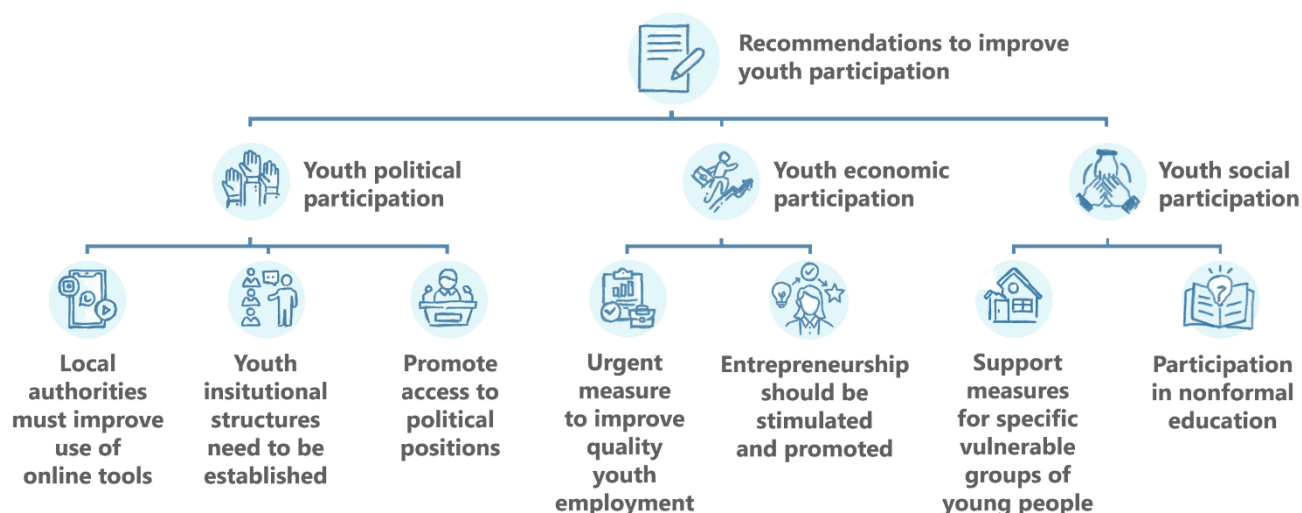 Recommendations to improve
youth participation
Youth political
participation
Youth economic
participation
Youth social
participation
Local
authorities
must improve
use of
online tools
Youth
insitutional
structures
need to be
established
Promote
access to
political
positions
Urgent
measure
to improve
quality
youth
employment
Entrepreneurship
should be
stimulated
and promoted
Support
measures
for specific
vulnerable
groups of
young people
Participation
in nonformal
education